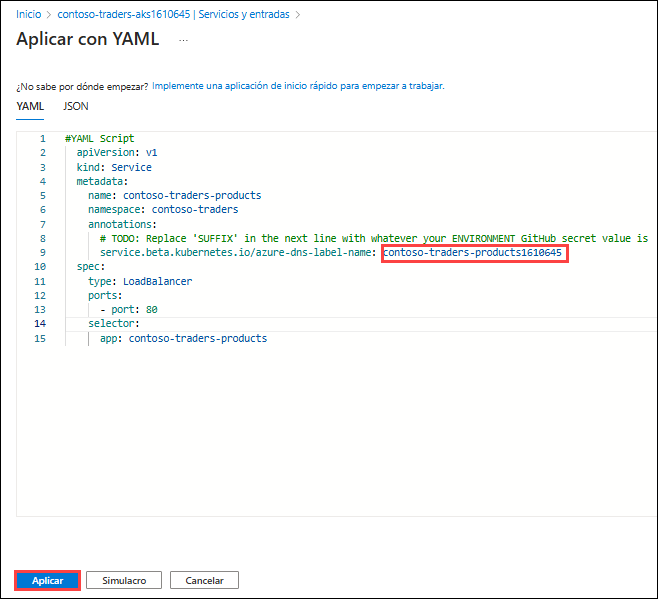 Inicio > contoso-traders-aks1610645 | Servicios y entradas >
Aplicar con YAML ...
¿No sabe por dónde empezar? Implemente una aplicación de inicio rápido para empezar a trabajar.
YAML JSON
1 #YAML Script
2 apiVersion: v1
3 kind: Service
4 metadata:
5 name: contoso-traders-products
6 namespace: contoso-traders
7 annotations:
8 # TODO: Replace 'SUFFIX' in the next line with whatever your ENVIRONMENT GitHub secret value is
9 service.beta.kubernetes.io/azure-dns-label-name: contoso-traders-products1610645
10 spec:
11 type: LoadBalancer
12 ports:
13 - port: 80
14 selector:
15 app: contoso-traders-products
Aplicar Simulacro Cancelar